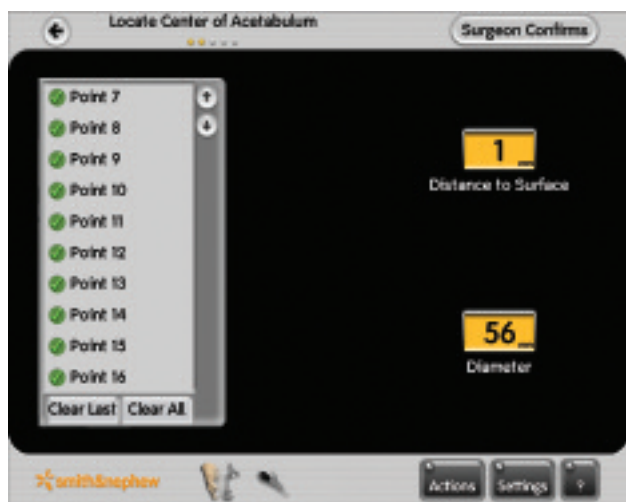 Locate Center of Acetabulum
Surgeon Confirms
Point 7
Point 8
Point 9
Point 10
Point 11
Point 12
Point 13
Point 14
Point 15
Point 16
Clear Last Clear All
1
Distance to Surface
56
Diameter
smith&nephew
Actions Settings ?